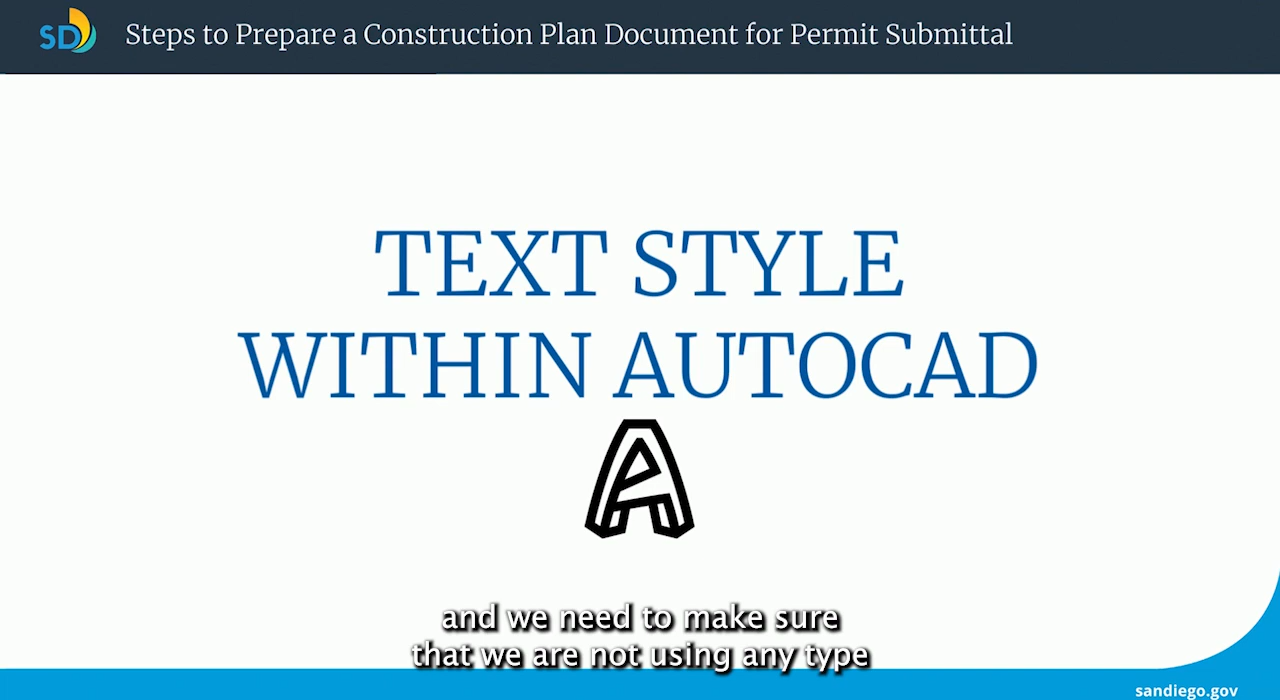 SD
Steps to Prepare a Construction Plan Document for Permit Submittal
TEXT STYLE
WITHIN AUTOCAD
A
and we need to make sure
that we are not using any type
sandiego.gov